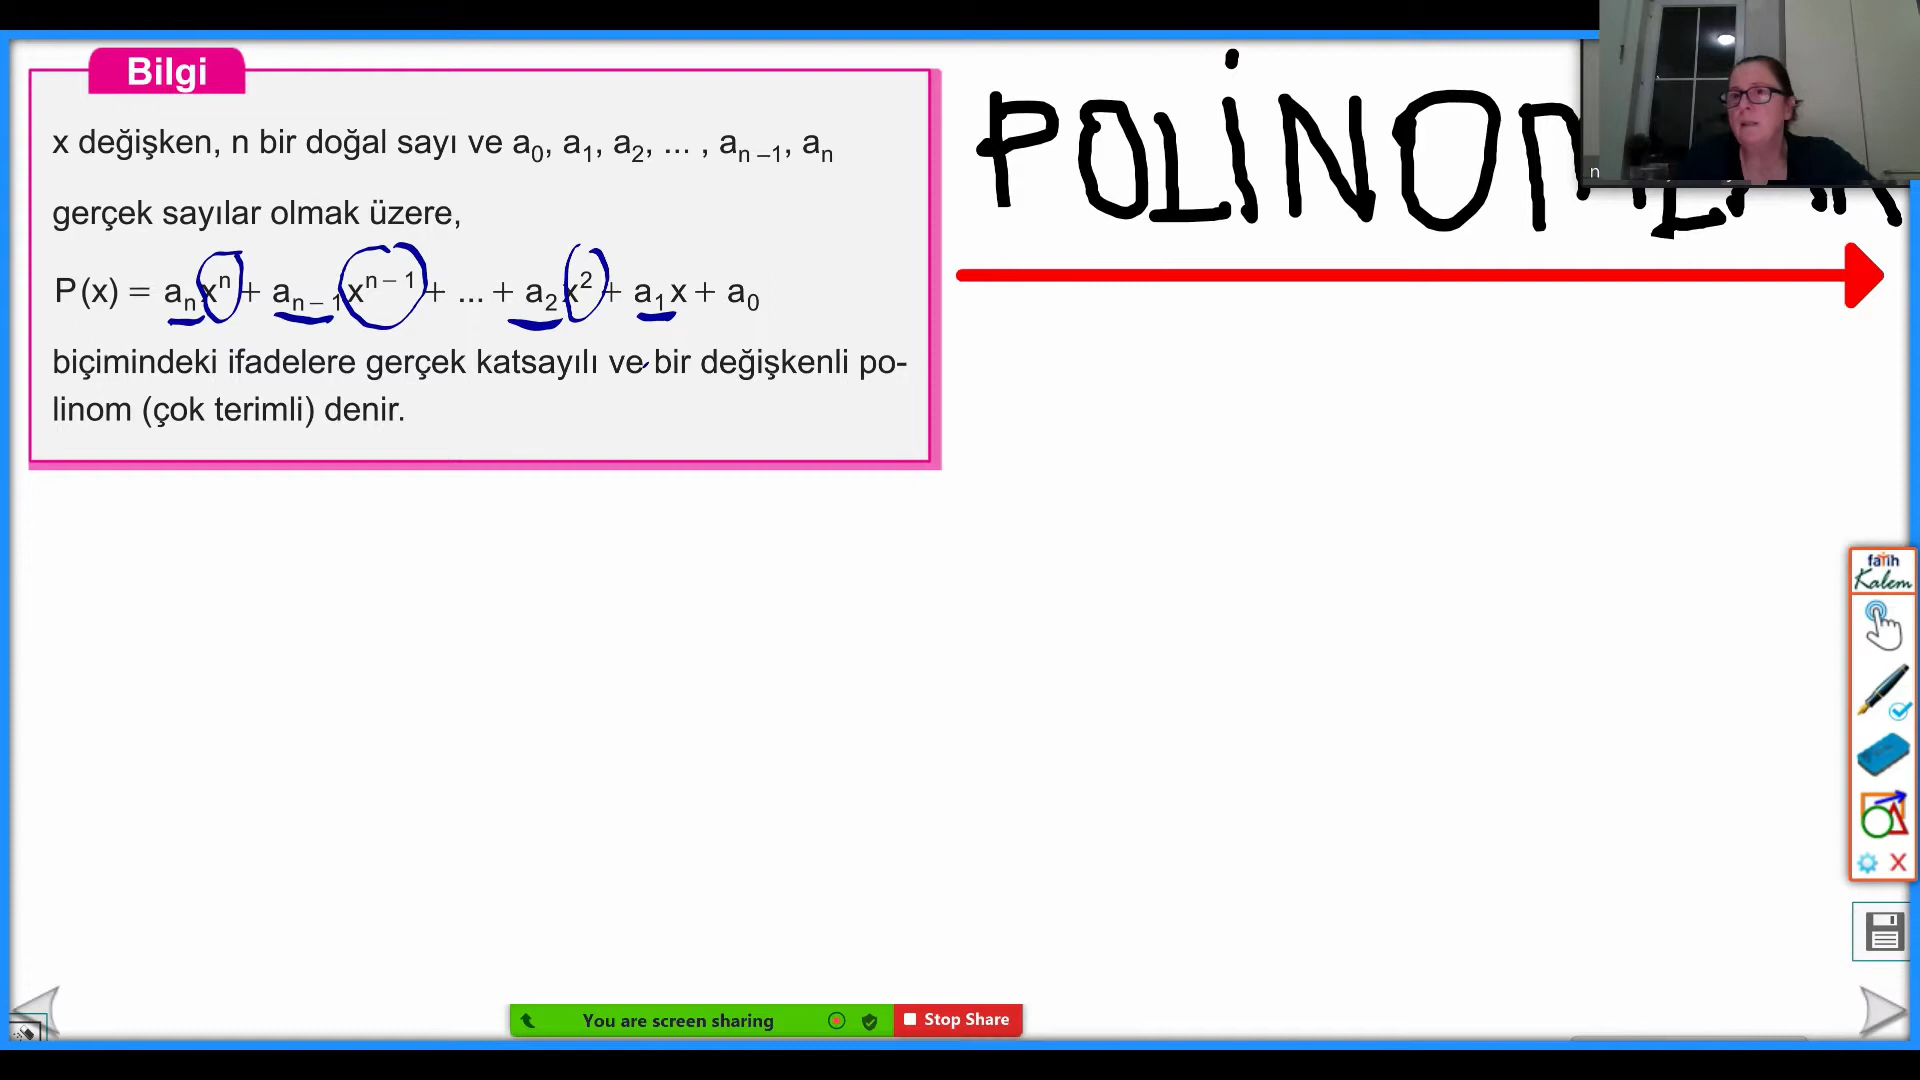 Bilgi
x değişken, n bir doğal sayı ve a₀, a₁, a₂, ... , aₙ ₋₁, aₙ
gerçek sayılar olmak üzere,
P(x) = aₙxⁿ + aₙ₋₁xⁿ⁻¹ + ... + a₂x² + a₁x + a₀
biçimindeki ifadelere gerçek katsayılı ve bir değişkenli po-
linom (çok terimli) denir.
n
fatih
Kalem
You are screen sharing
Stop Share